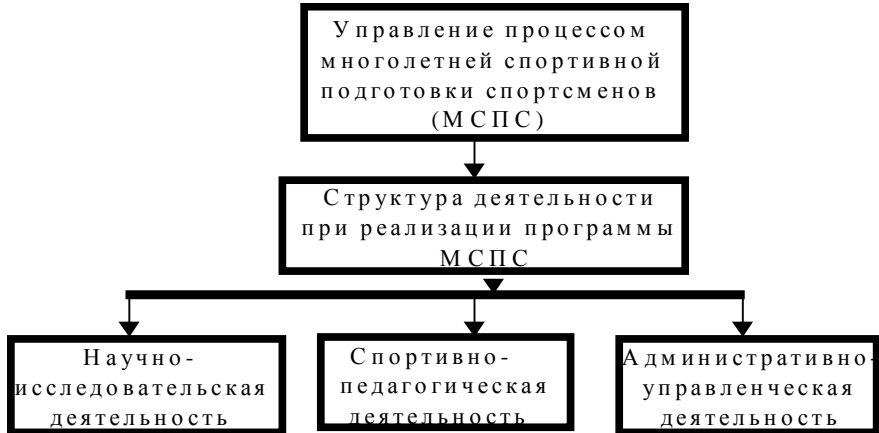 Управление процессом
многолетней спортивной
подготовки спортсменов
(МСПС)
Структура деятельности
при реализации программы
МСПС
Научно-
исследовательская
деятельность
Спортивно-
педагогическая
деятельность
Административно-
управленческая
деятельность